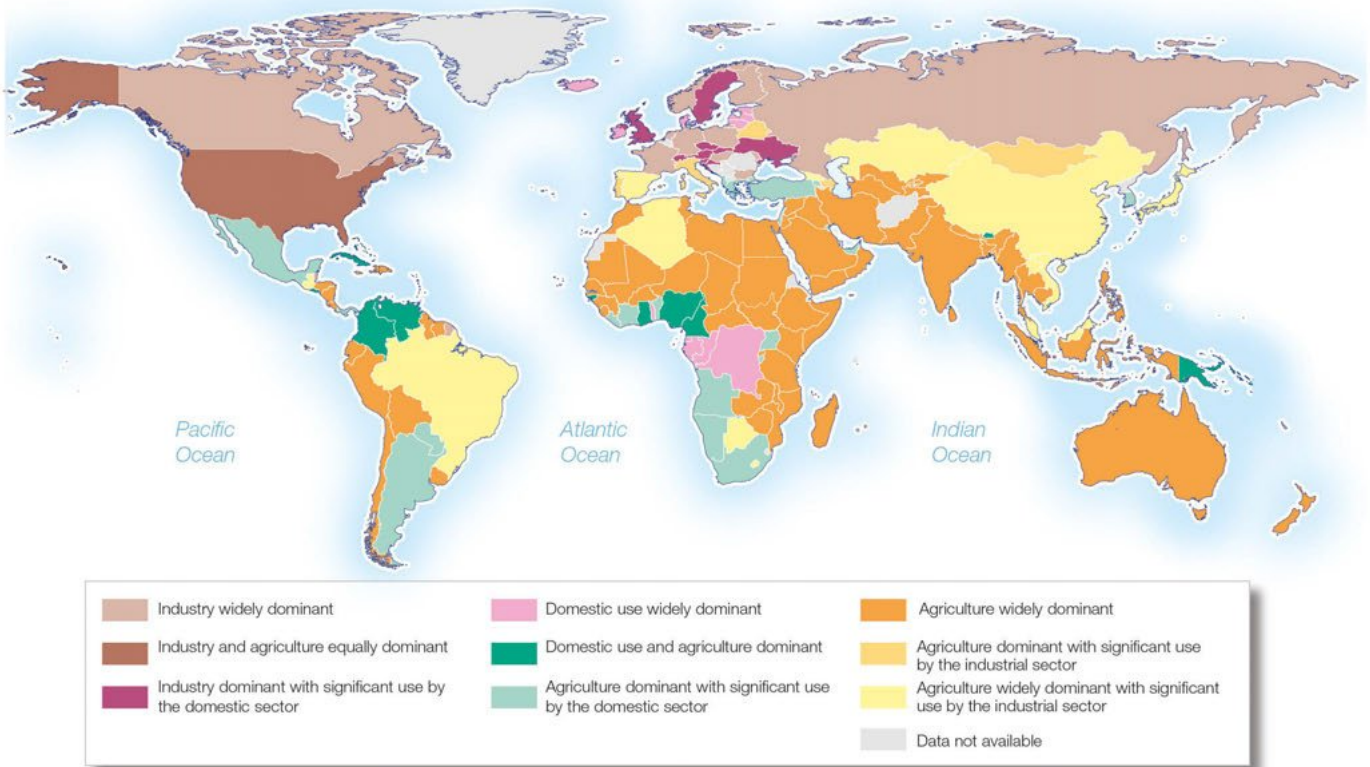 Pacific
Ocean
Atlantic
Ocean
Indian
Ocean
Industry widely dominant
Industry and agriculture equally dominant
Industry dominant with significant use by
the domestic sector
Domestic use widely dominant
Domestic use and agriculture dominant
Agriculture dominant with significant use
by the domestic sector
Agriculture widely dominant
Agriculture dominant with significant use
by the industrial sector
Agriculture widely dominant with significant
use by the industrial sector
Data not available